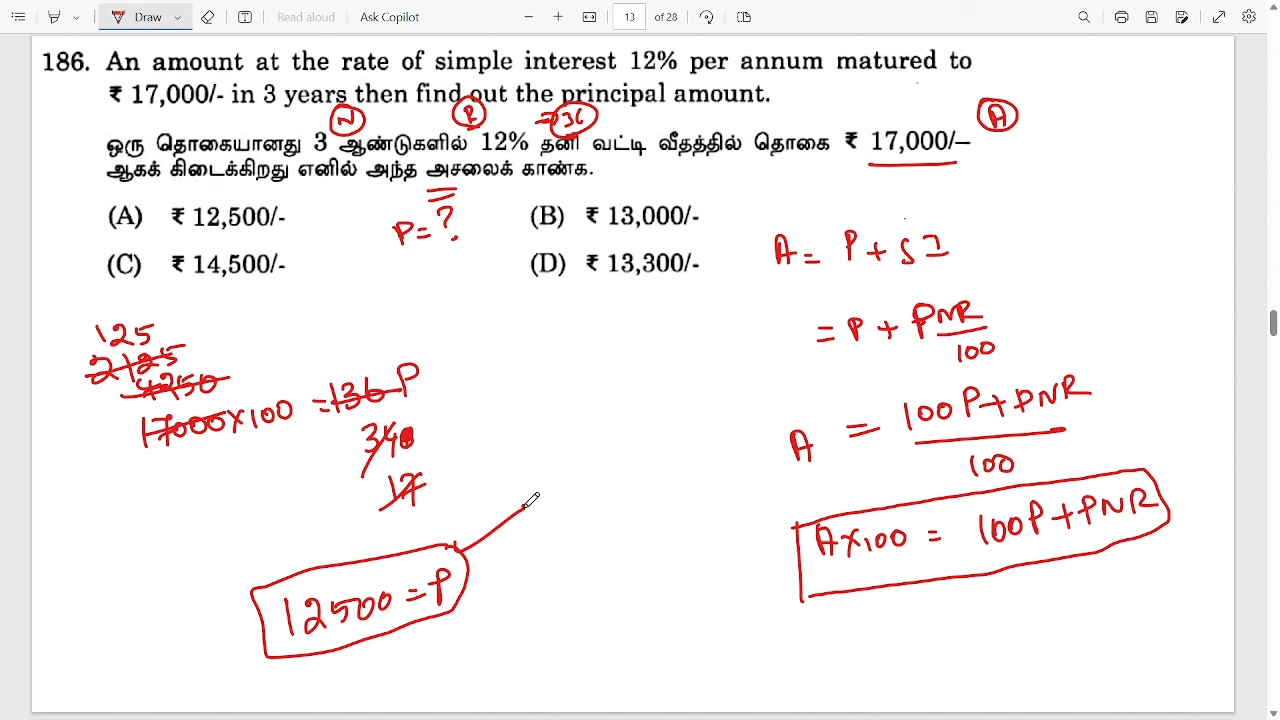 Draw
Read aloud
Ask Copilot
13
of 28
186. An amount at the rate of simple interest 12% per annum matured to
₹ 17,000/- in 3 years then find out the principal amount.
N
R
=36
A
ஒரு தொகையானது 3 ஆண்டுகளில் 12% தனி வட்டி வீதத்தில் தொகை ₹ 17,000/–
ஆகக் கிடைக்கிறது எனில் அந்த அசலைக் காண்க.
(A) ₹ 12,500/-
P = ?
(B) ₹ 13,000/-
(C) ₹ 14,500/-
(D) ₹ 13,300/-
A = P + SI
= P + PNR
100
A = 100P + PNR
100
A×100 = 100P + PNR
125
2125
4250
17000×100 = 136 P
34
17
12500 = P